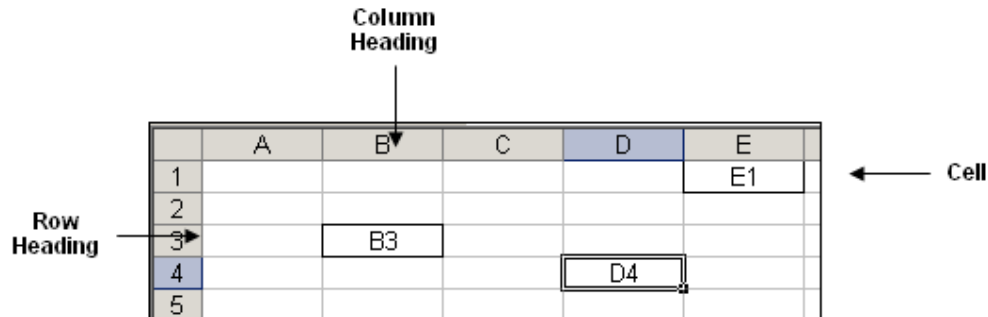 Column
Heading
A B C D E
1 E1
Cell
2
Row
Heading
3 B3
4 D4
5